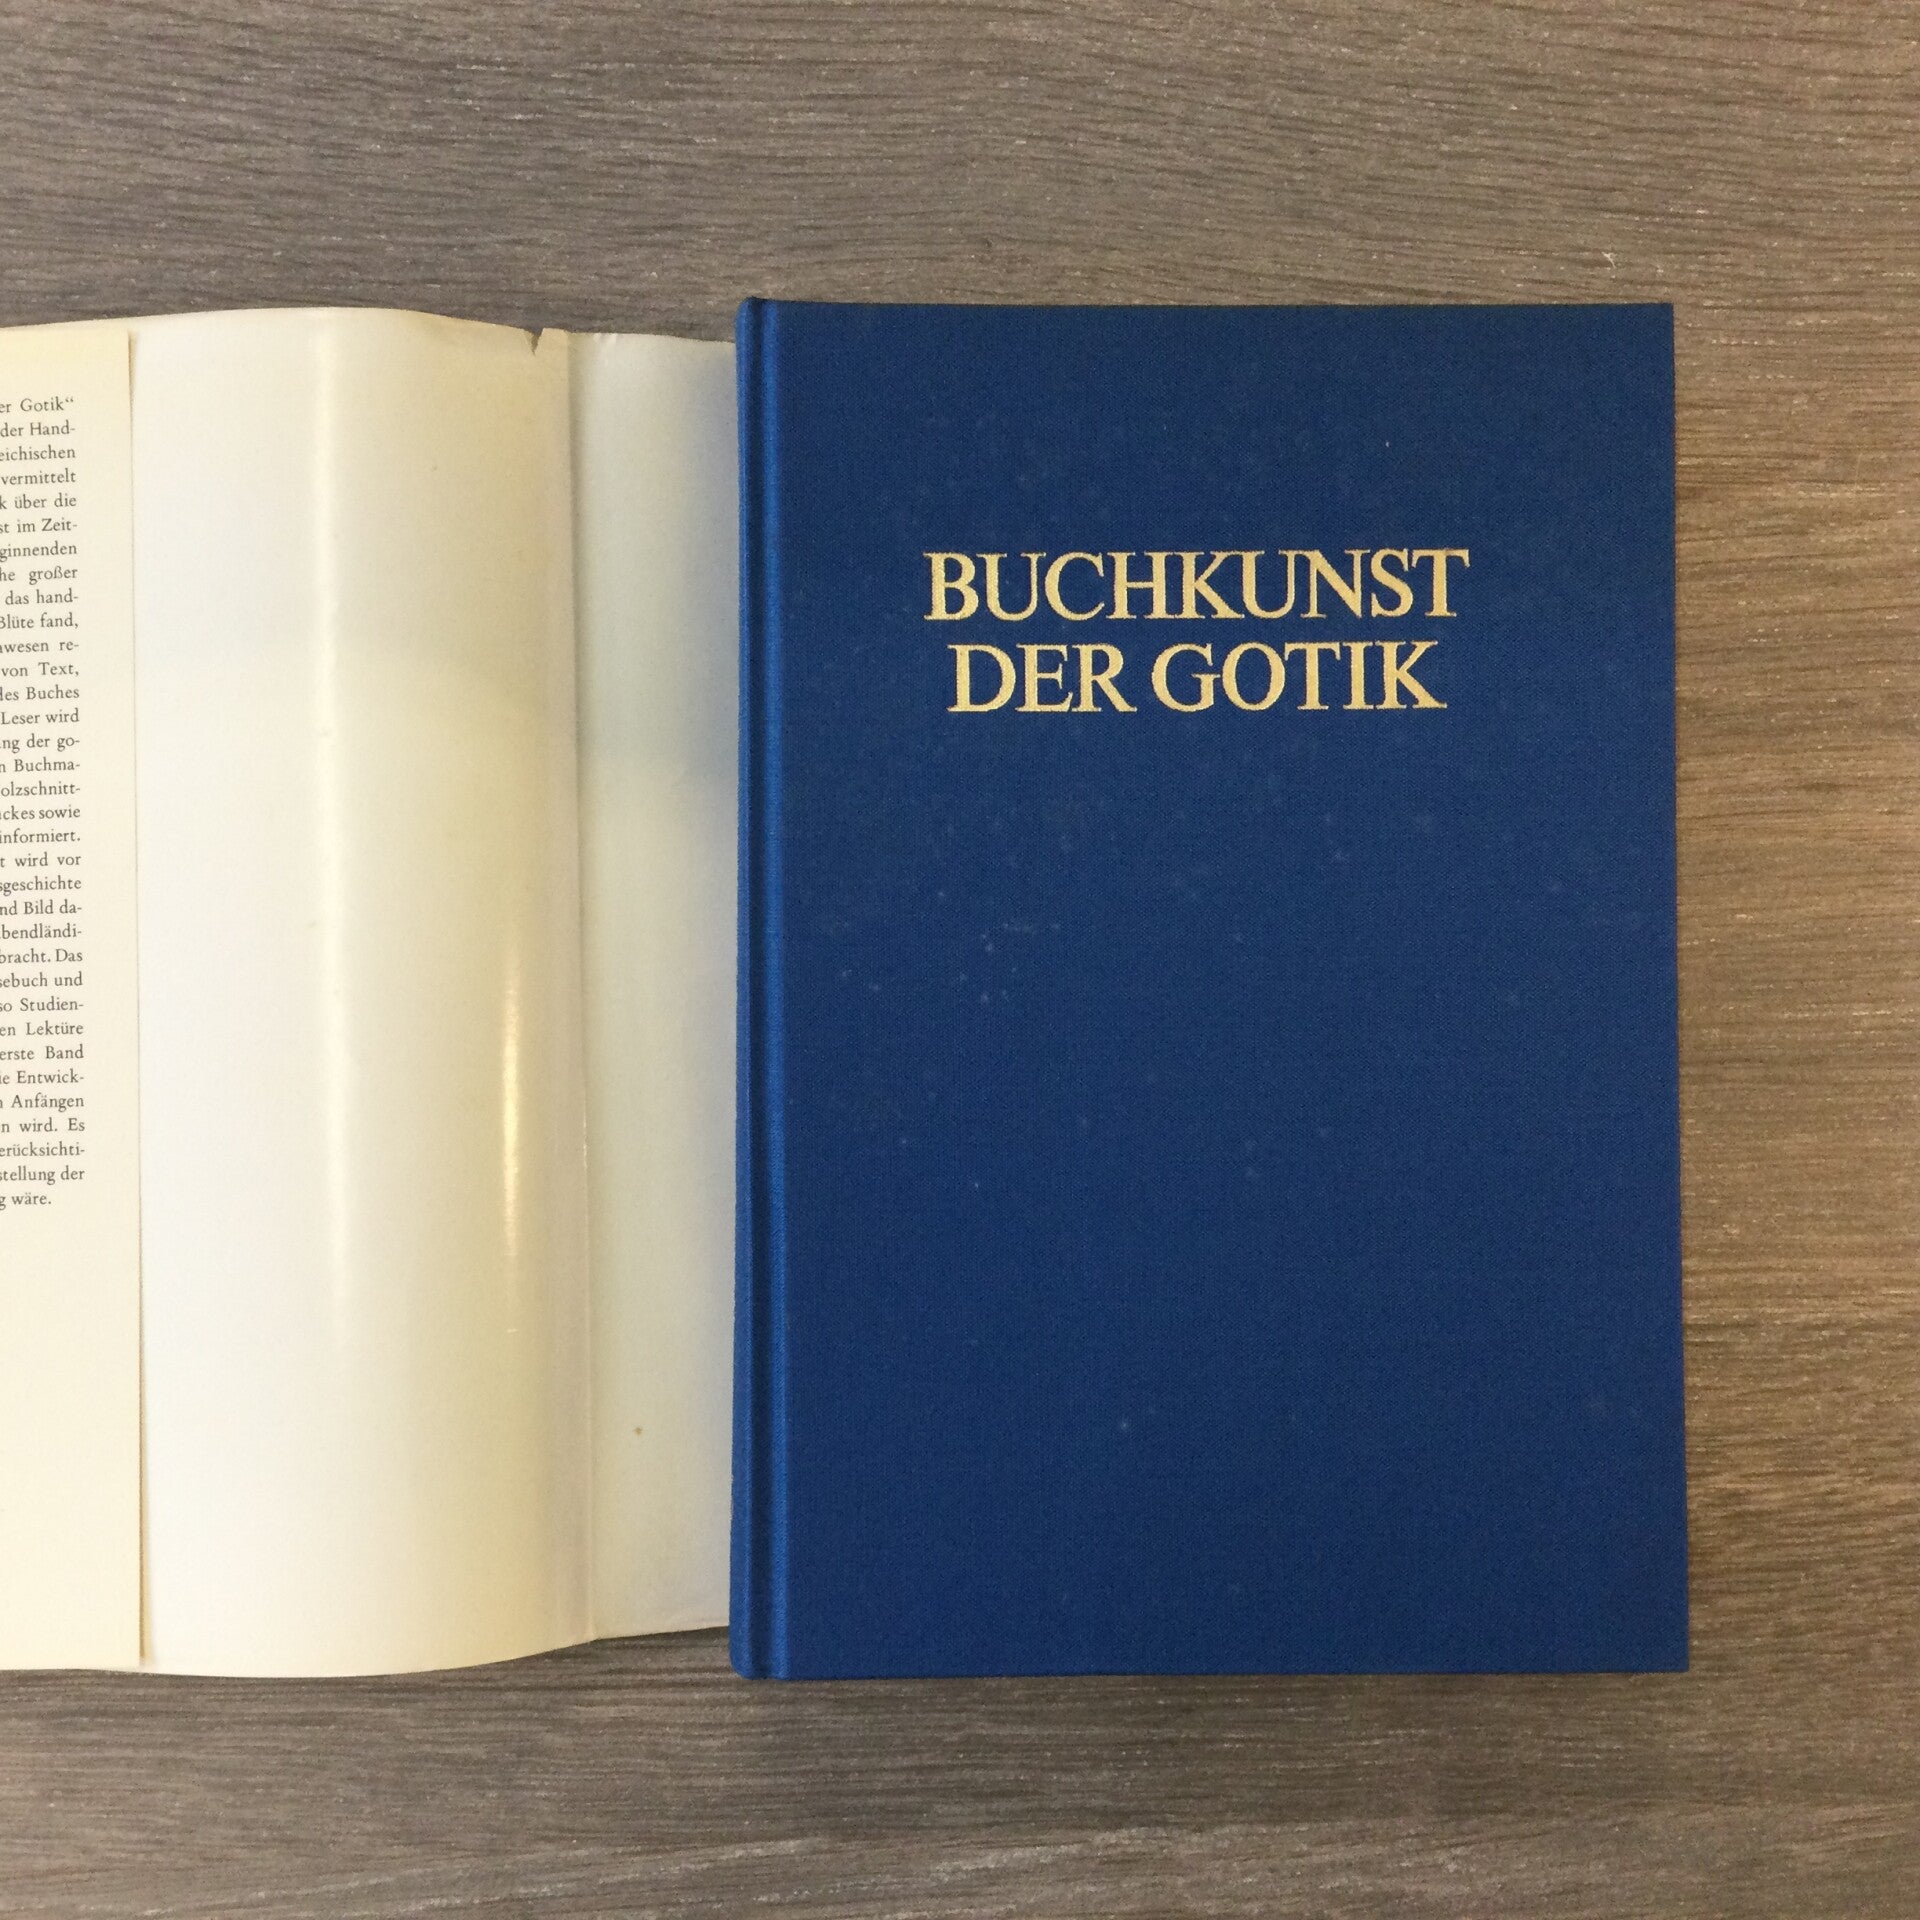 er Gotik“
der Hand-
eichischen
vermittelt
k über die
st im Zeit-
ginnenden
he großer
das hand-
Blüte fand,
wesen re-
von Text,
des Buches
Leser wird
ng der go-
n Buchma-
olzschnitt-
ckes sowie
informiert.
t wird vor
sgeschichte
nd Bild da-
bendländi-
bracht. Das
sebuch und
so Studien-
en Lektüre
erste Band
ie Entwick-
n Anfängen
n wird. Es
erücksichti-
stellung der
g wäre.
BUCHKUNST
DER GOTIK